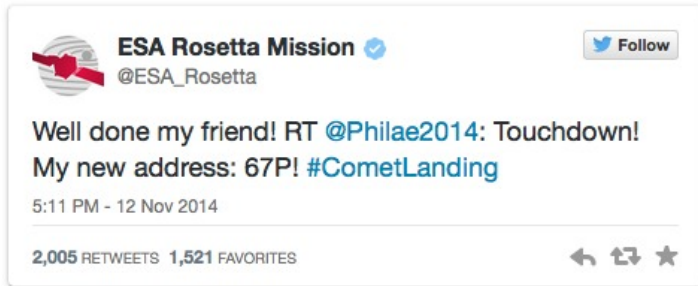 ESA Rosetta Mission
Follow
@ESA_Rosetta
Well done my friend! RT @Philae2014: Touchdown!
My new address: 67P! #CometLanding
5:11 PM - 12 Nov 2014
2,005 RETWEETS 1,521 FAVORITES